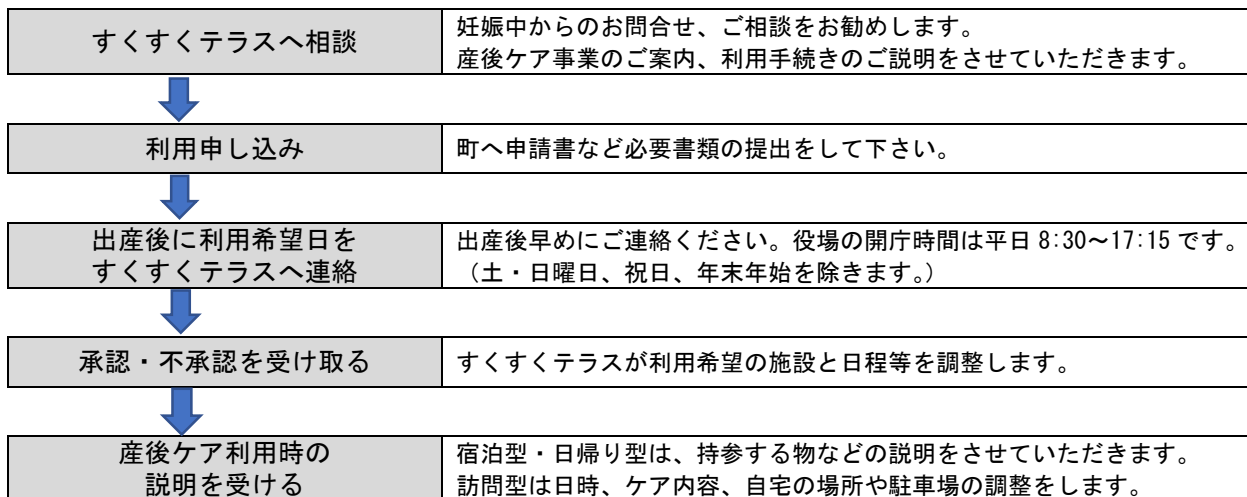 すくすくテラスへ相談
妊娠中からのお問合せ、ご相談をお勧めします。
産後ケア事業のご案内、利用手続きのご説明をさせていただきます。
利用申し込み
町へ申請書など必要書類の提出をして下さい。
出産後に利用希望日を
すくすくテラスへ連絡
出産後早めにご連絡ください。役場の開庁時間は平日 8:30～17:15 です。
（土・日曜日、祝日、年末年始を除きます。）
承認・不承認を受け取る
すくすくテラスが利用希望の施設と日程等を調整します。
産後ケア利用時の
説明を受ける
宿泊型・日帰り型は、持参する物などの説明をさせていただきます。
訪問型は日時、ケア内容、自宅の場所や駐車場の調整をします。